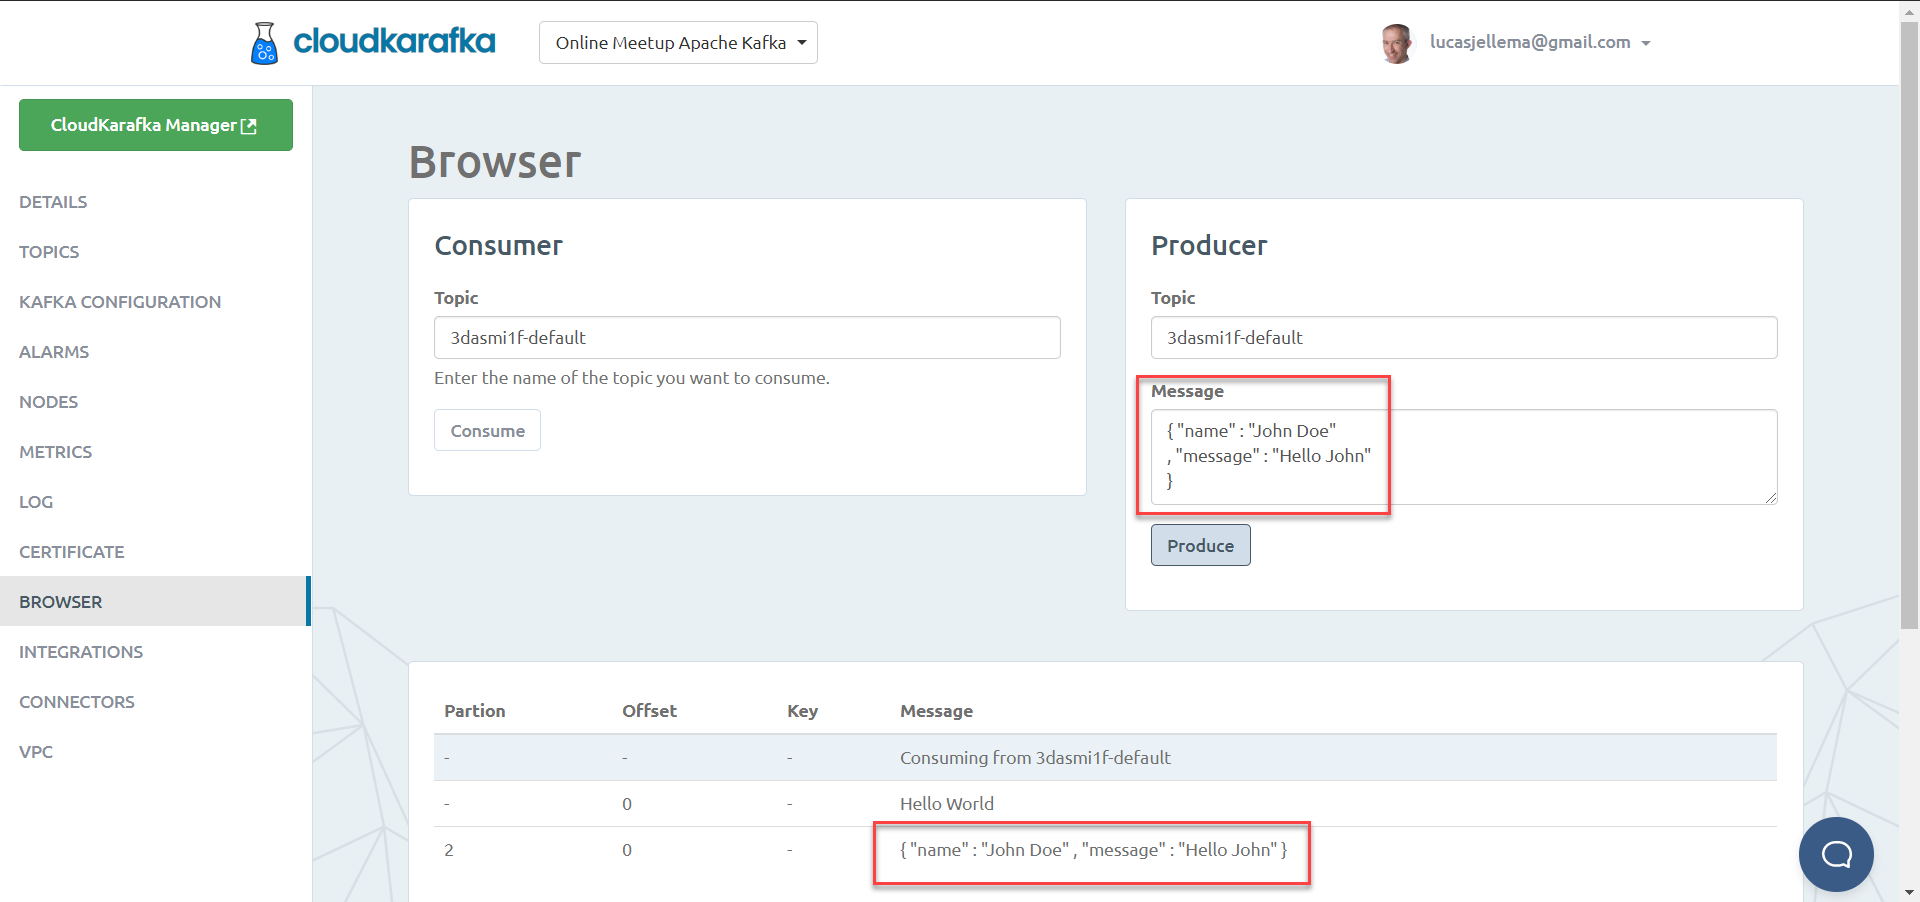 cloudkarafka
Online Meetup Apache Kafka
lucasjellema@gmail.com
CloudKarafka Manager
DETAILS
TOPICS
KAFKA CONFIGURATION
ALARMS
NODES
METRICS
LOG
CERTIFICATE
BROWSER
INTEGRATIONS
CONNECTORS
VPC
Browser
Consumer
Topic
3dasmi1f-default
Enter the name of the topic you want to consume.
Consume
Producer
Topic
3dasmi1f-default
Message
{ "name" : "John Doe"
, "message" : "Hello John"
}
Produce
Partion Offset Key Message
- - - Consuming from 3dasmi1f-default
- 0 - Hello World
2 0 - { "name" : "John Doe" , "message" : "Hello John" }